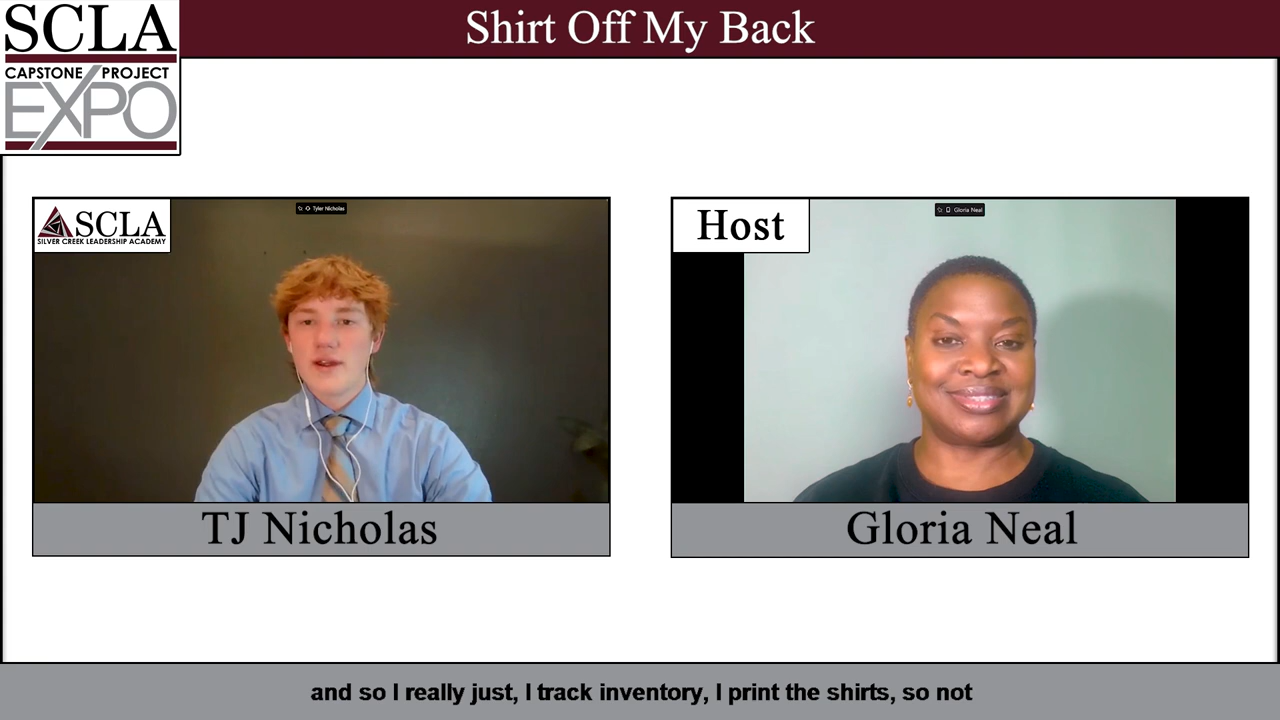 Shirt Off My Back
SCLA
CAPSTONE PROJECT
EXPO
SCLA
SILVER CREEK LEADERSHIP ACADEMY
Tyler Nicholas
Host
Gloria Neal
TJ Nicholas
Gloria Neal
and so I really just, I track inventory, I print the shirts, so not